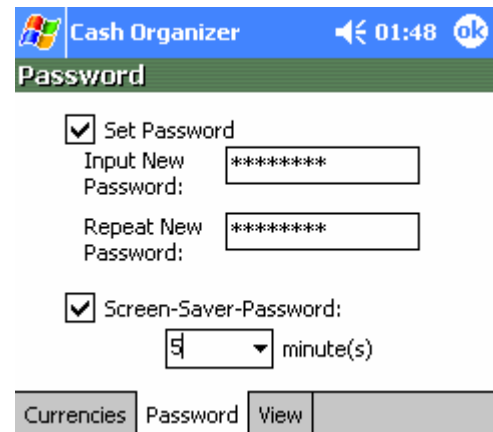 Cash Organizer 01:48 ok
Password
Set Password
Input New
Password:
********
Repeat New
Password:
********
Screen-Saver-Password:
5 minute(s)
Currencies Password View